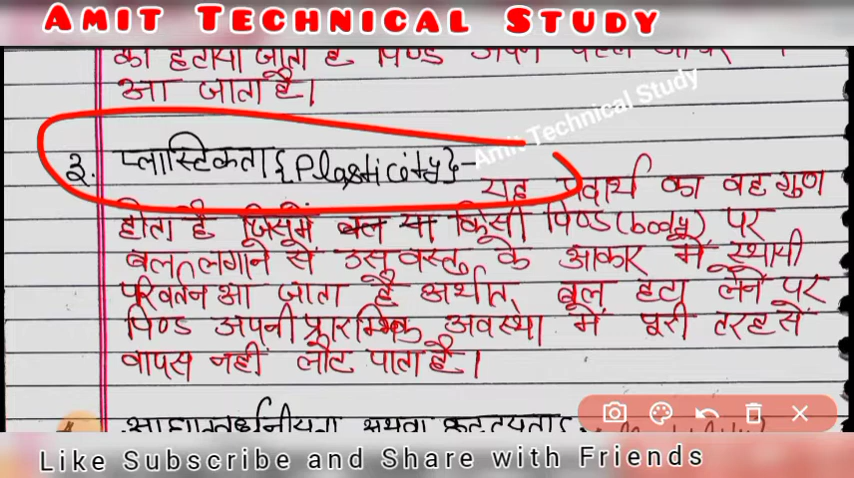 AMIT TECHNICAL STUDY
आ जाता है।
Amit Technical Study
३. प्लास्टिकता {Plasticity}-
यह पदार्थ का वह गुण
होता है जिसमें बल या किसी पिण्ड (body) पर
बल लगाने से उस वस्तु के आकार में स्थायी
परिवर्तन आ जाता है अर्थात् बल हटा लेने पर
पिण्ड अपनी प्रारम्भिक अवस्था में पूरी तरह से
वापस नहीं लौट पाता है।
Like Subscribe and Share with Friends